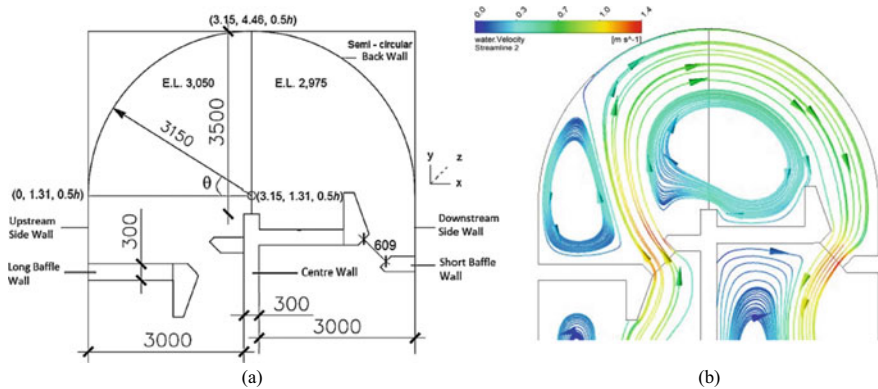 (3.15, 4.46, 0.5h)
Semi - circular
Back Wall
E.L. 3,050
E.L. 2,975
3500
3150
θ
(0, 1.31, 0.5h)
(3.15, 1.31, 0.5h)
y z
x
Upstream
Side Wall
Downstream
Side Wall
300
609
Long Baffle
Wall
Centre Wall
Short Baffle
Wall
300
3000
3000
(a)
0.0
0.3
0.7
1.0
1.4
water.Velocity
Streamline 2
[m s^-1]
(b)